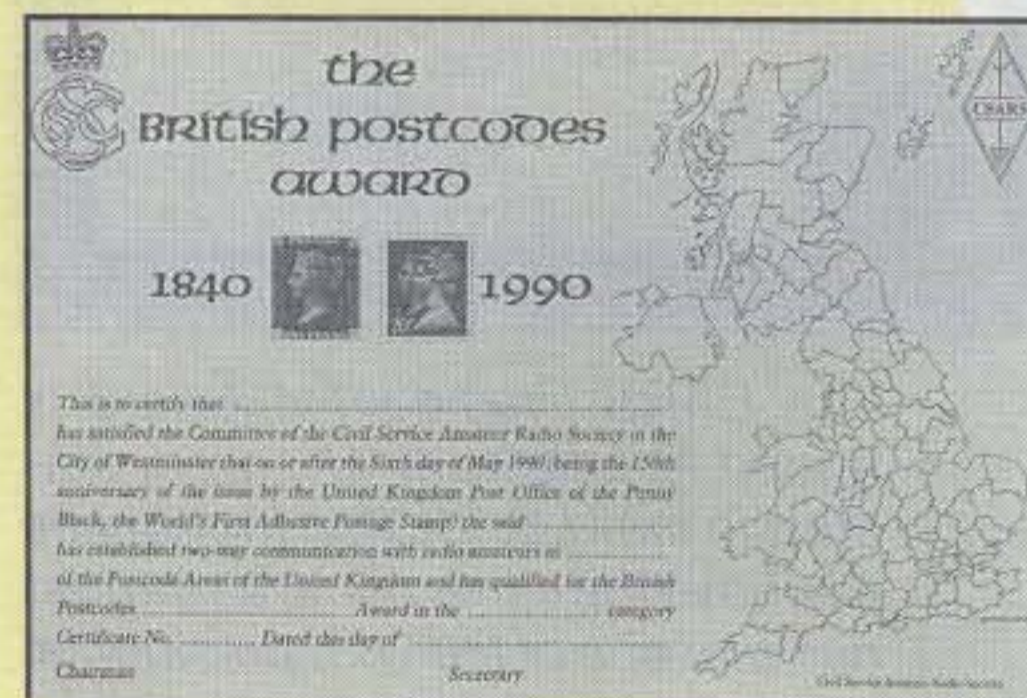 the
British postcodes
award
CSARS
1840
1990
This is to certify that ..............................
has satisfied the Committee of the Civil Service Amateur Radio Society in the
City of Westminster that on or after the Sixth day of May 1990, being the 150th
anniversary of the issue by the United Kingdom Post Office of the Penny
Black, the World's First Adhesive Postage Stamp, the said ....................
has established two-way communication with radio amateurs in ....................
of the Postcode Areas of the United Kingdom and has qualified for the British
Postcodes .............................. Award in the .................... category
Certificate No. ............ Dated this day of ........................................
Chairman Secretary
Civil Service Amateur Radio Society